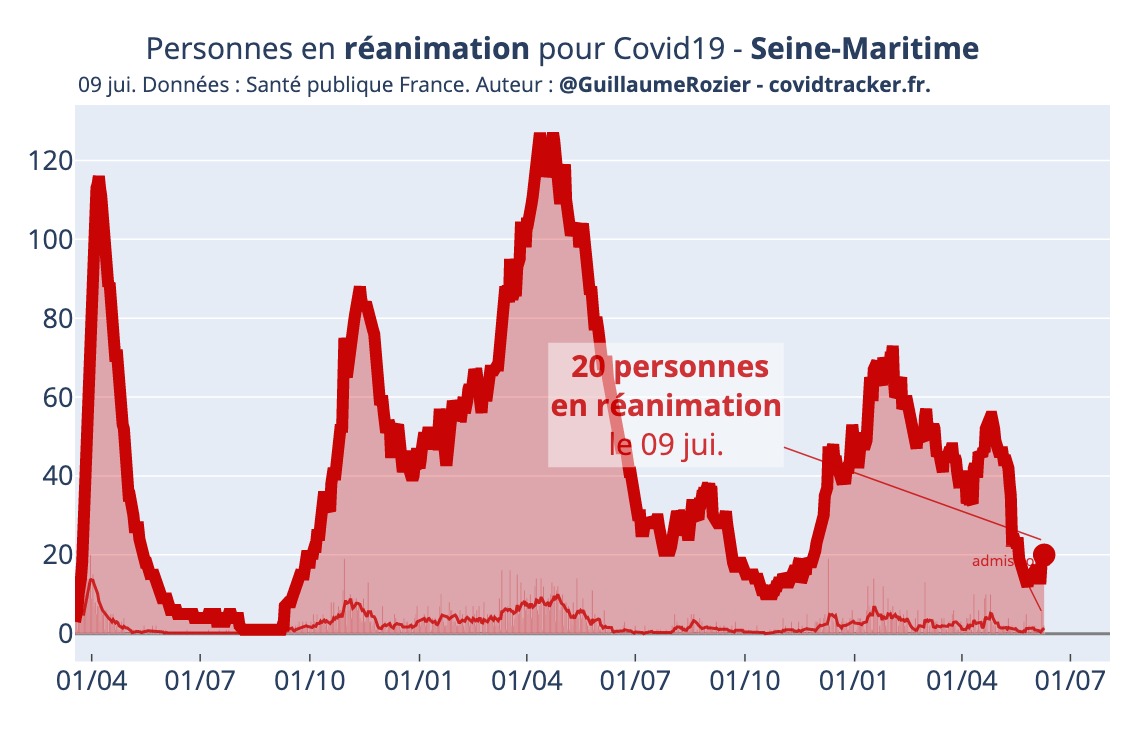 Personnes en réanimation pour Covid19 - Seine-Maritime
09 jui. Données : Santé publique France. Auteur : @GuillaumeRozier - covidtracker.fr.
120
100
80
60
40
20
0
20 personnes
en réanimation
le 09 jui.
01/04 01/07 01/10 01/01 01/04 01/07 01/10 01/01 01/04 01/07